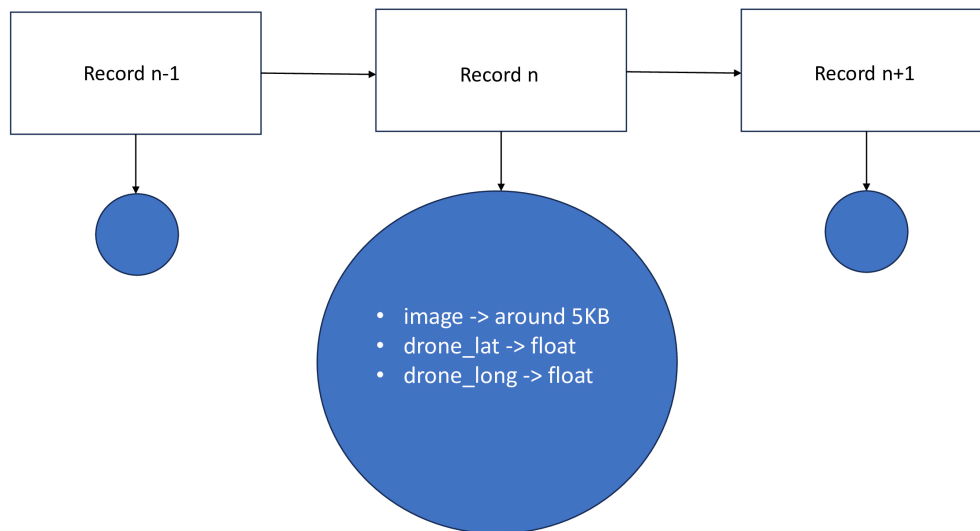 Record n-1
Record n
Record n+1
• image -> around 5KB
• drone_lat -> float
• drone_long -> float